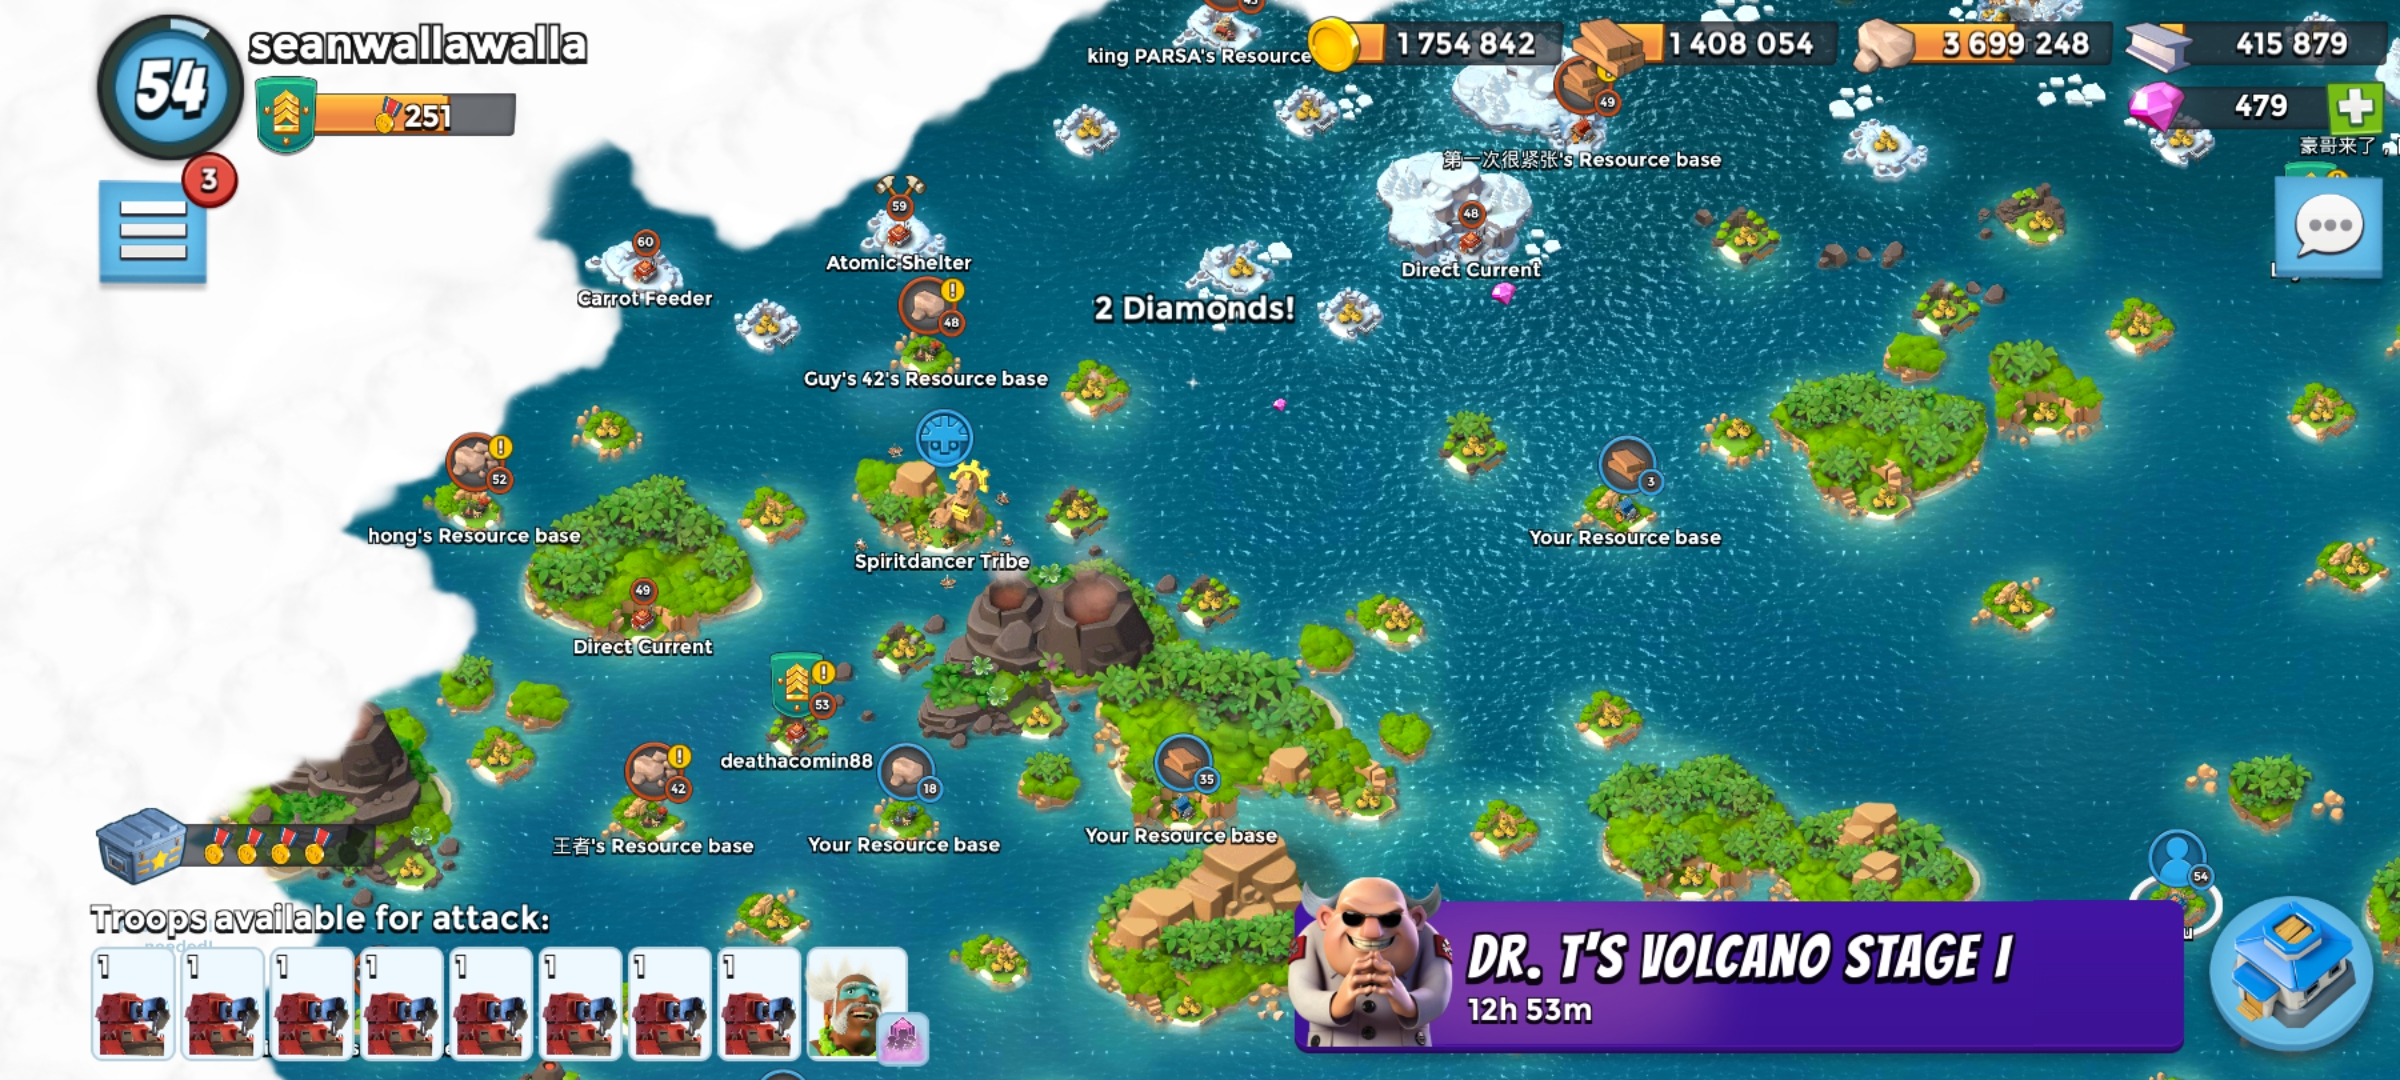 54
seanwallawalla
251
3
king PARSA's Resource
1 754 842
1 408 054
3 699 248
415 879
479
49
第一次很紧张's Resource base
豪哥来了
60
Carrot Feeder
59
Atomic Shelter
48
Guy's 42's Resource base
2 Diamonds!
48
Direct Current
52
hong's Resource base
Spiritdancer Tribe
3
Your Resource base
49
Direct Current
53
deathacomin88
42
王者's Resource base
18
Your Resource base
35
Your Resource base
54
Troops available for attack:
needed!
1 1 1 1 1 1 1 1
DR. T'S VOLCANO STAGE I
12h 53m